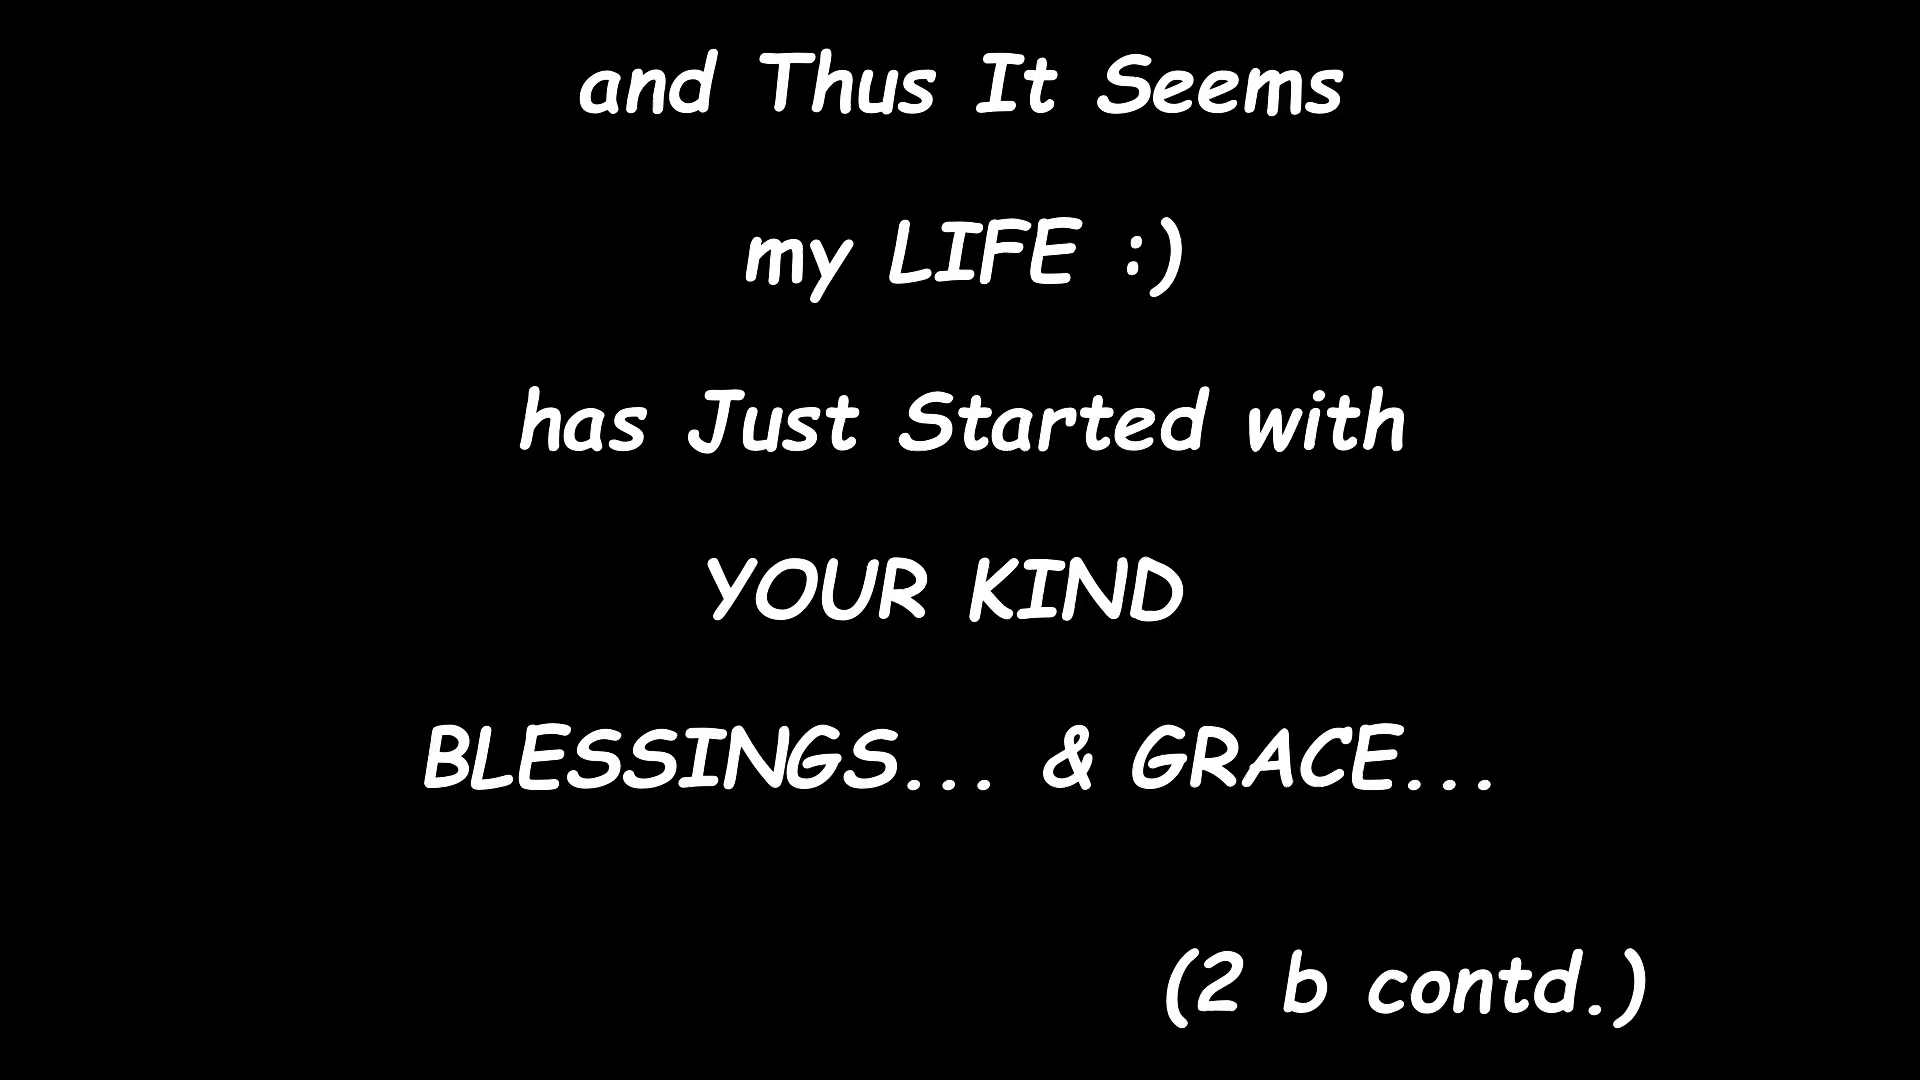 and Thus It Seems
my LIFE :)
has Just Started with
YOUR KIND
BLESSINGS... & GRACE...
(2 b contd.)